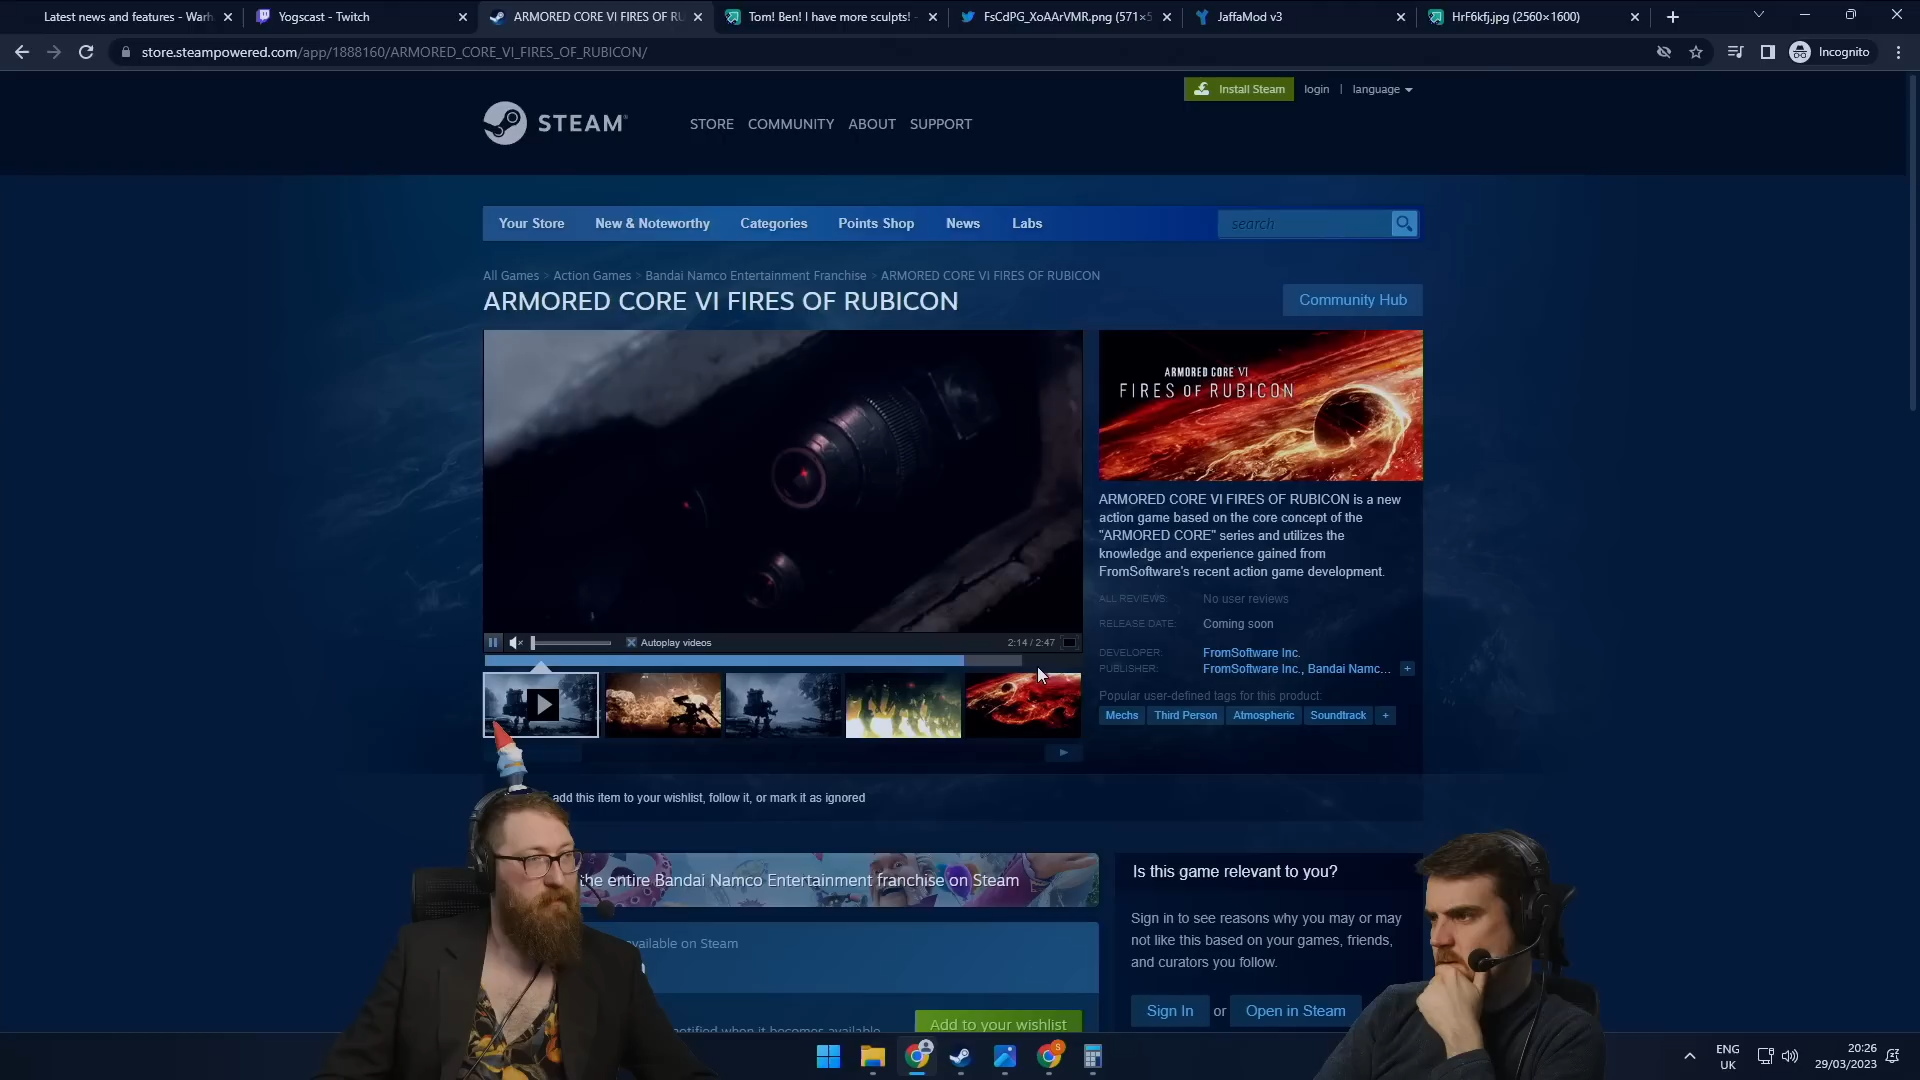 Latest news and features - Warh
Yogscast - Twitch
ARMORED CORE VI FIRES OF RU
Tom! Ben! I have more sculpts! -
FsCdPG_XoAArVMR.png (571×5
JaffaMod v3
HrF6kfj.jpg (2560×1600)
store.steampowered.com/app/1888160/ARMORED_CORE_VI_FIRES_OF_RUBICON/
Incognito
Install Steam
login | language
STEAM
STORE COMMUNITY ABOUT SUPPORT
Your Store New & Noteworthy Categories Points Shop News Labs
search
All Games > Action Games > Bandai Namco Entertainment Franchise > ARMORED CORE VI FIRES OF RUBICON
ARMORED CORE VI FIRES OF RUBICON
Community Hub
ARMORED CORE VI
FIRES OF RUBICON
ARMORED CORE VI FIRES OF RUBICON is a new
action game based on the core concept of the
"ARMORED CORE" series and utilizes the
knowledge and experience gained from
FromSoftware's recent action game development.
ALL REVIEWS: No user reviews
RELEASE DATE: Coming soon
DEVELOPER: FromSoftware Inc.
PUBLISHER: FromSoftware Inc., Bandai Namc... +
Popular user-defined tags for this product:
Mechs Third Person Atmospheric Soundtrack +
Autoplay videos
2:14 / 2:47
add this item to your wishlist, follow it, or mark it as ignored
the entire Bandai Namco Entertainment franchise on Steam
available on Steam
notified when it becomes available
Add to your wishlist
Is this game relevant to you?
Sign in to see reasons why you may or may
not like this based on your games, friends,
and curators you follow.
Sign In or Open in Steam
S
ENG
UK
20:26
29/03/2023